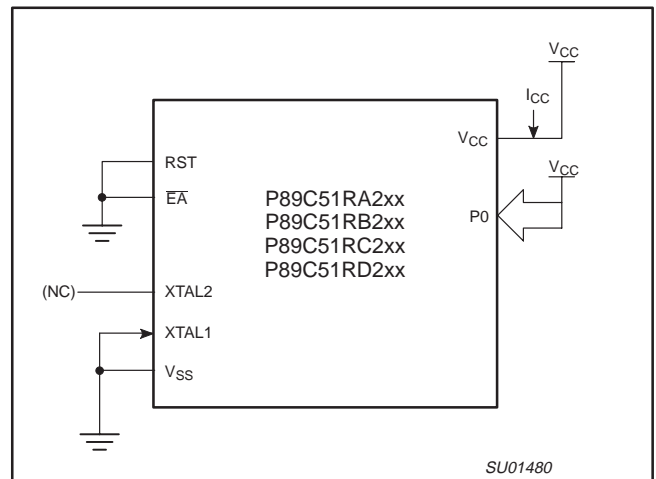 VCC
ICC
VCC
RST
EA
VCC
P0
P89C51RA2xx
P89C51RB2xx
P89C51RC2xx
P89C51RD2xx
(NC)
XTAL2
XTAL1
VSS
SU01480